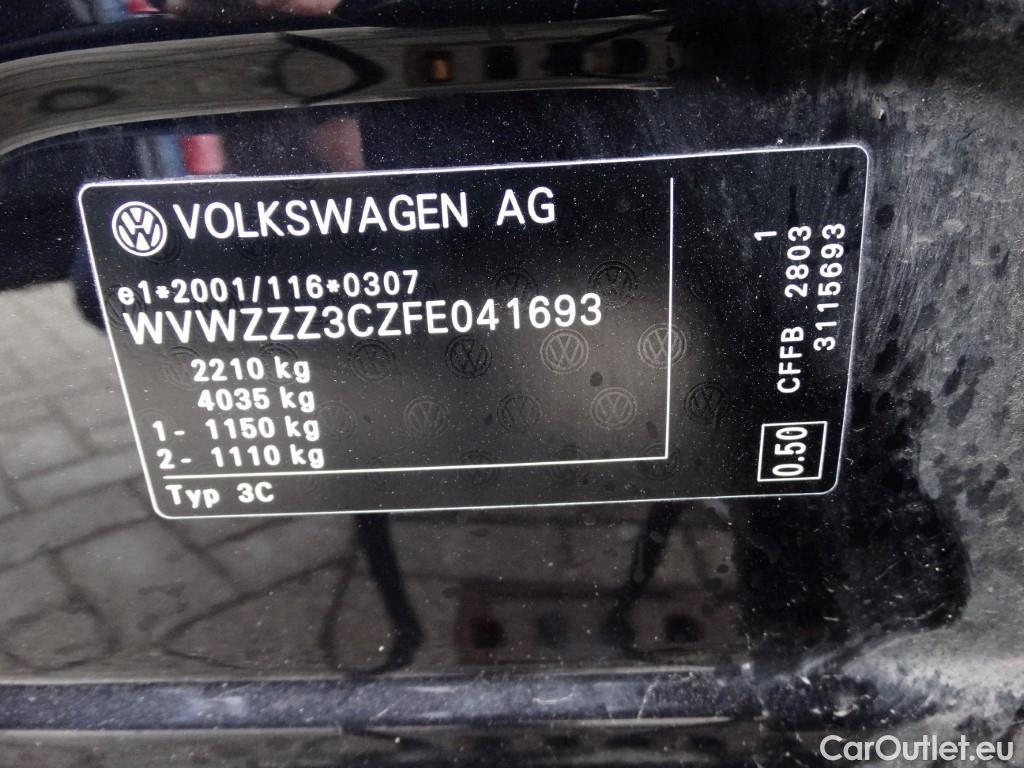 VOLKSWAGEN AG
e1*2001/116*0307
WVWZZZ3CZFE041693
2210 kg
4035 kg
1- 1150 kg
2- 1110 kg
Typ 3C
1
CFFB 2803
3115693
0.50
CarOutlet.eu